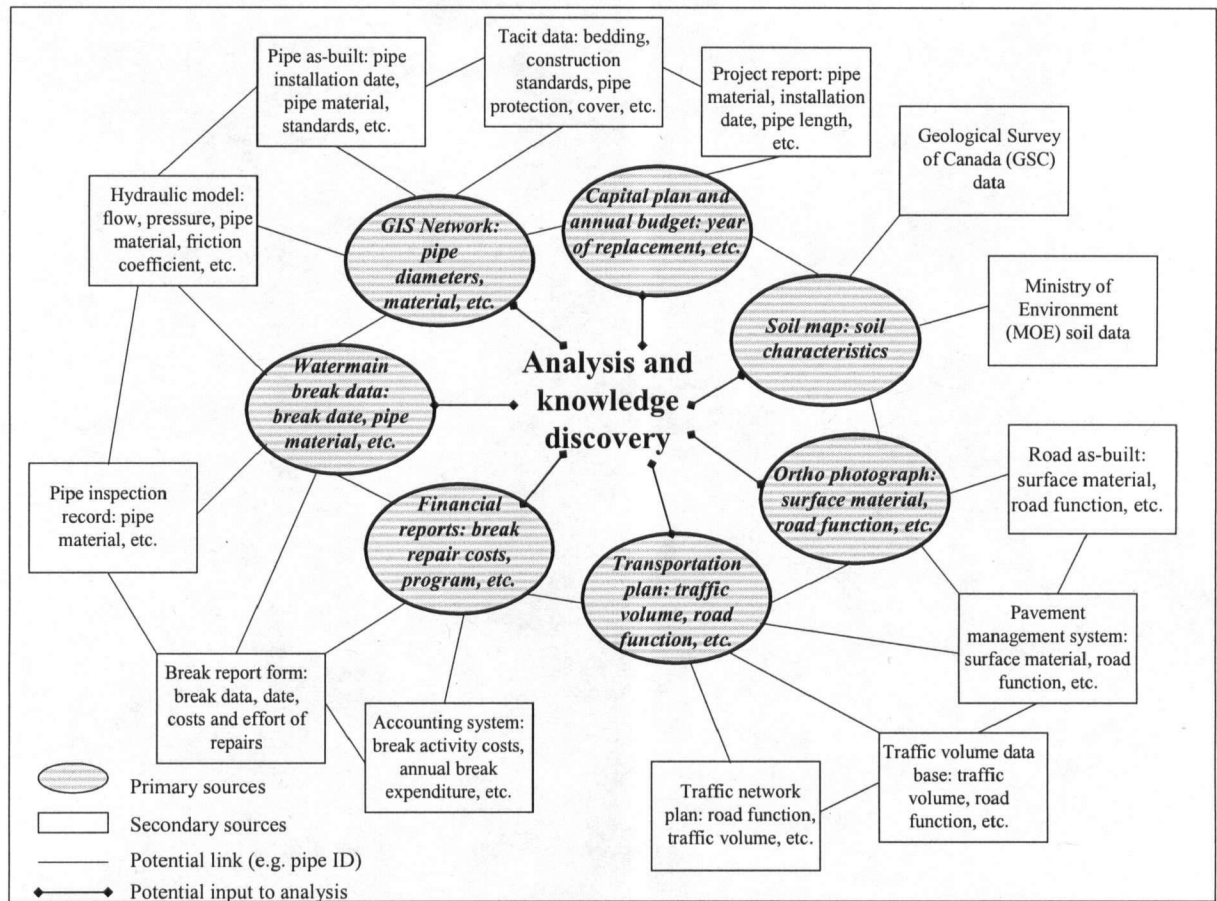 Tacit data: bedding,
construction
standards, pipe
protection, cover, etc.
Pipe as-built: pipe
installation date,
pipe material,
standards, etc.
Project report: pipe
material, installation
date, pipe length,
etc.
Geological Survey
of Canada (GSC)
data
Hydraulic model:
flow, pressure, pipe
material, friction
coefficient, etc.
GIS Network:
pipe
diameters,
material, etc.
Capital plan and
annual budget: year
of replacement, etc.
Ministry of
Environment
(MOE) soil data
Soil map: soil
characteristics
Watermain
break data:
break date, pipe
material, etc.
Analysis and
knowledge
discovery
Ortho photograph:
surface material,
road function, etc.
Road as-built:
surface material,
road function, etc.
Pipe inspection
record: pipe
material, etc.
Financial
reports: break
repair costs,
program, etc.
Transportation
plan: traffic
volume, road
function, etc.
Pavement
management system:
surface material, road
function, etc.
Break report form:
break data, date,
costs and effort of
repairs
Accounting system:
break activity costs,
annual break
expenditure, etc.
Traffic network
plan: road function,
traffic volume, etc.
Traffic volume data
base: traffic
volume, road
function, etc.
Primary sources
Secondary sources
Potential link (e.g. pipe ID)
Potential input to analysis